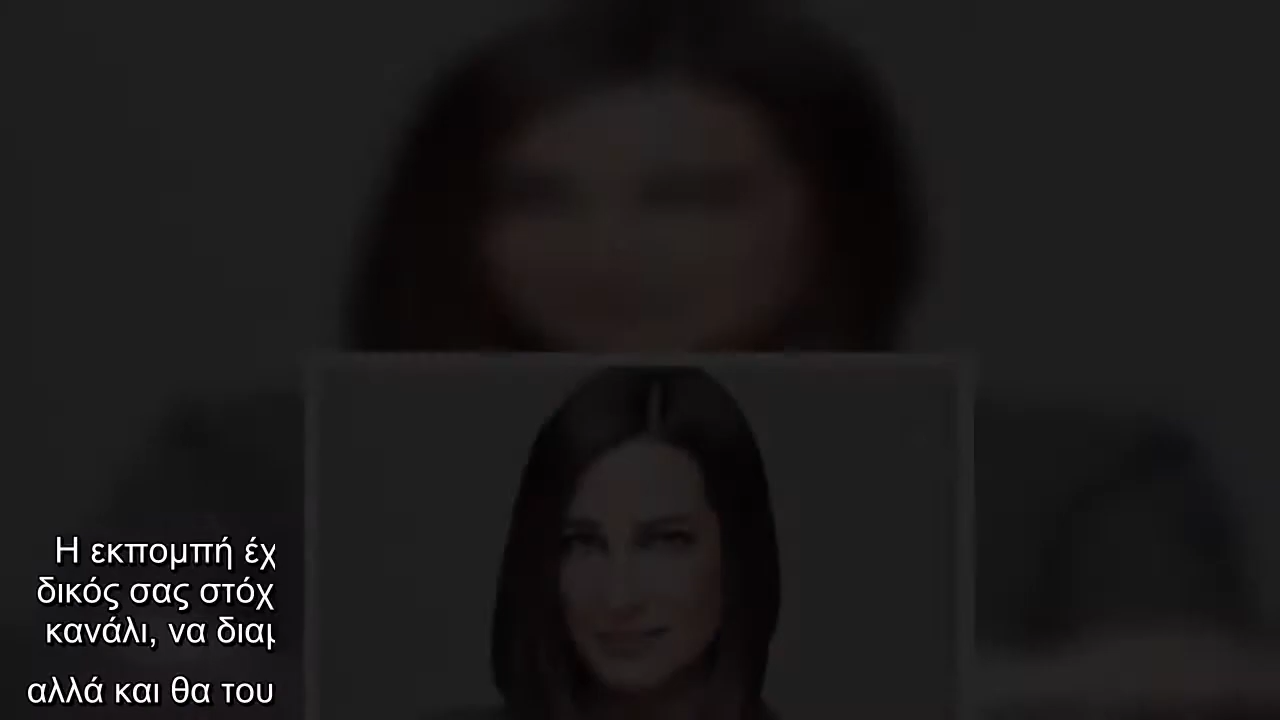 Η εκπομπή έχ
δικός σας στόχ
κανάλι, να διαμ
αλλά και θα του